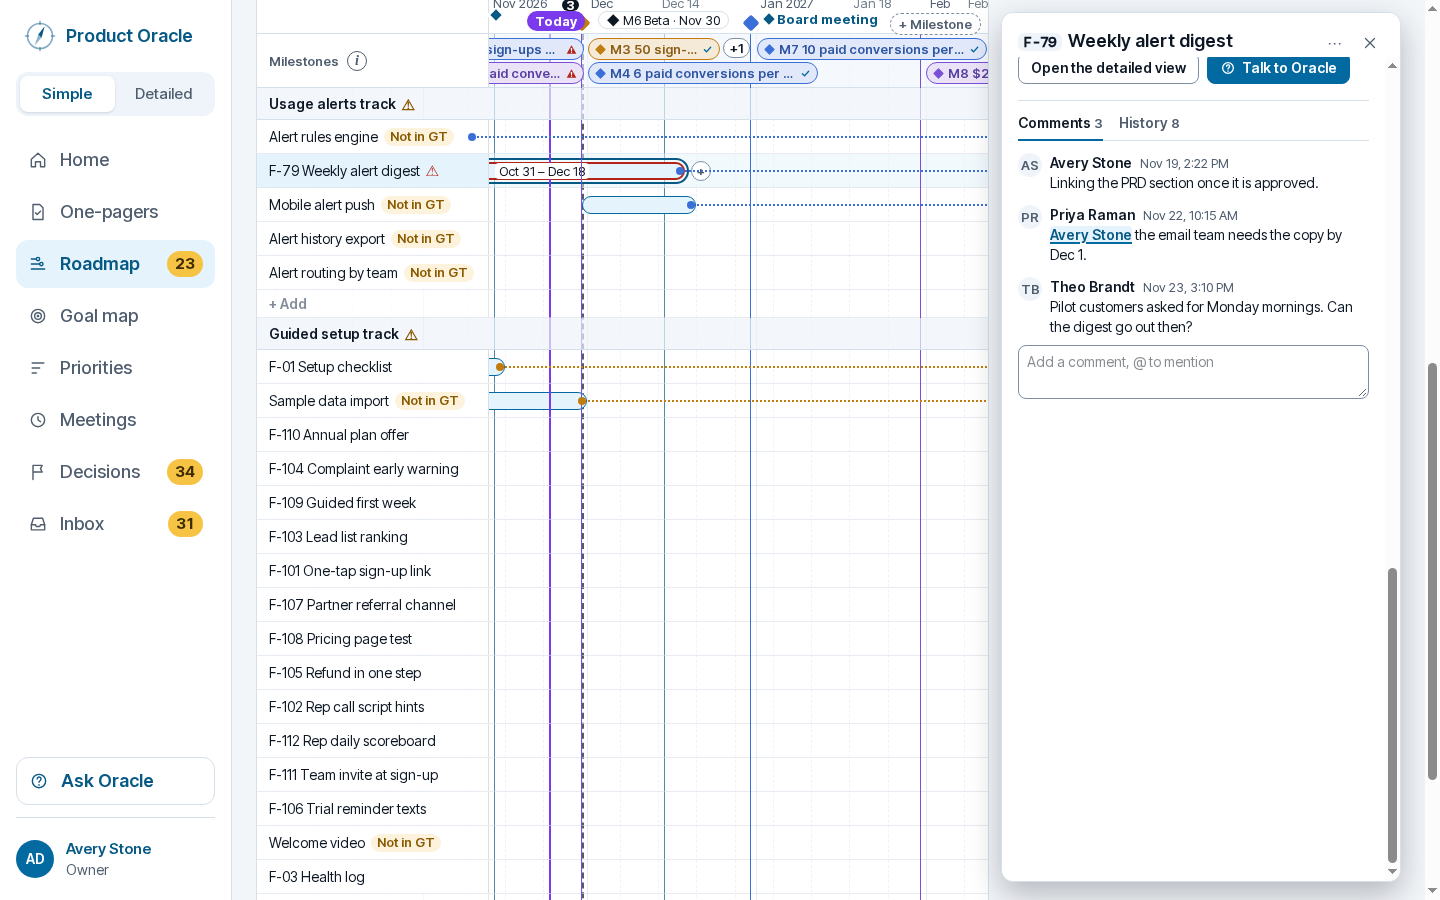 Product Oracle
Simple
Detailed
Home
One-pagers
Roadmap 23
Goal map
Priorities
Meetings
Decisions 34
Inbox 31
Ask Oracle
AD
Avery Stone
Owner
Nov 2026
3
Dec
Dec 14
Jan 2027
Jan 18
Feb
Feb
Today
M6 Beta · Nov 30
Board meeting
+ Milestone
Milestones i
sign-ups ...
M3 50 sign-...
+1
M7 10 paid conversions per...
paid conve...
M4 6 paid conversions per ...
M8 $2
Usage alerts track
Alert rules engine Not in GT
F-79 Weekly alert digest
Oct 31 – Dec 18
+
Mobile alert push Not in GT
Alert history export Not in GT
Alert routing by team Not in GT
+ Add
Guided setup track
F-01 Setup checklist
Sample data import Not in GT
F-110 Annual plan offer
F-104 Complaint early warning
F-109 Guided first week
F-103 Lead list ranking
F-101 One-tap sign-up link
F-107 Partner referral channel
F-108 Pricing page test
F-105 Refund in one step
F-102 Rep call script hints
F-112 Rep daily scoreboard
F-111 Team invite at sign-up
F-106 Trial reminder texts
Welcome video Not in GT
F-03 Health log
F-79 Weekly alert digest
Open the detailed view
Talk to Oracle
Comments 3
History 8
AS
Avery Stone Nov 19, 2:22 PM
Linking the PRD section once it is approved.
PR
Priya Raman Nov 22, 10:15 AM
Avery Stone the email team needs the copy by
Dec 1.
TB
Theo Brandt Nov 23, 3:10 PM
Pilot customers asked for Monday mornings. Can
the digest go out then?
Add a comment, @ to mention